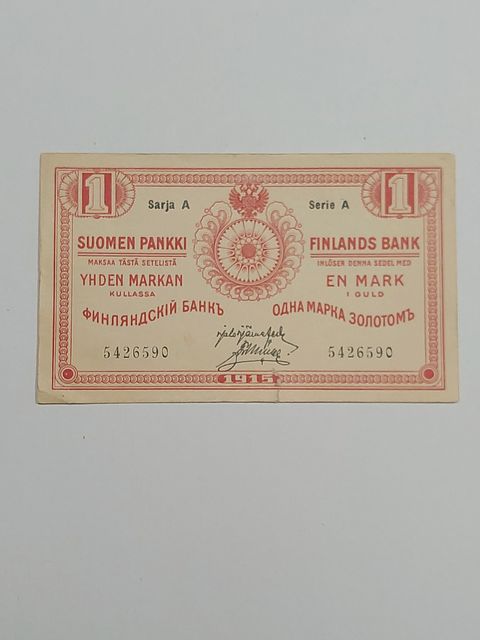 1 1
Sarja A Serie A
SUOMEN PANKKI FINLANDS BANK
MAKSAA TÄSTÄ SETELISTÄ INLÖSER DENNA SEDEL MED
YHDEN MARKAN EN MARK
KULLASSA I GULD
ФИНЛЯНДСКІЙ БАНКЪ ОДНА МАРКА ЗОЛОТОМЪ
5426590 5426590
1915